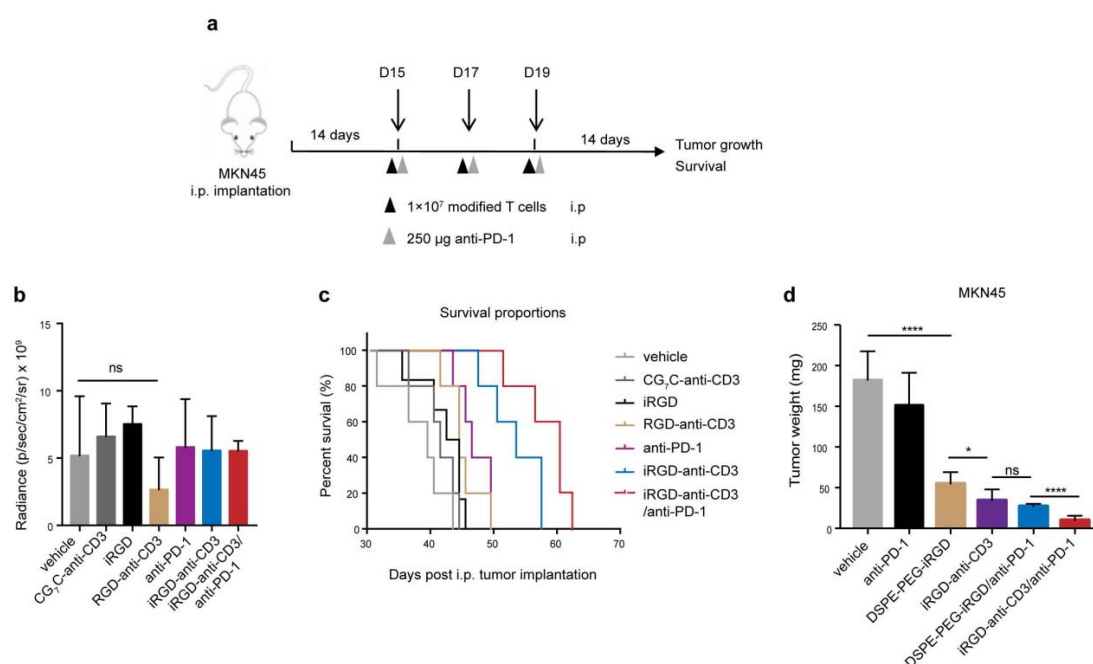 a
D15
D17
D19
14 days
14 days
Tumor growth
Survival
MKN45
i.p. implantation
1×10⁷ modified T cells i.p
250 μg anti-PD-1 i.p
b
Radiance (p/sec/cm²/sr) x 10⁹
15
10
5
0
ns
vehicle
CG₇C-anti-CD3
iRGD
RGD-anti-CD3
anti-PD-1
iRGD-anti-CD3
iRGD-anti-CD3/
anti-PD-1
c
Survival proportions
Percent survial (%)
100
80
60
40
20
0
30
40
50
60
70
Days post i.p. tumor implantation
vehicle
CG₇C-anti-CD3
iRGD
RGD-anti-CD3
anti-PD-1
iRGD-anti-CD3
iRGD-anti-CD3
/anti-PD-1
d
MKN45
Tumor weight (mg)
250
200
150
100
50
0
****
*
ns
****
vehicle
anti-PD-1
DSPE-PEG-iRGD
iRGD-anti-CD3
DSPE-PEG-iRGD/anti-PD-1
iRGD-anti-CD3/anti-PD-1